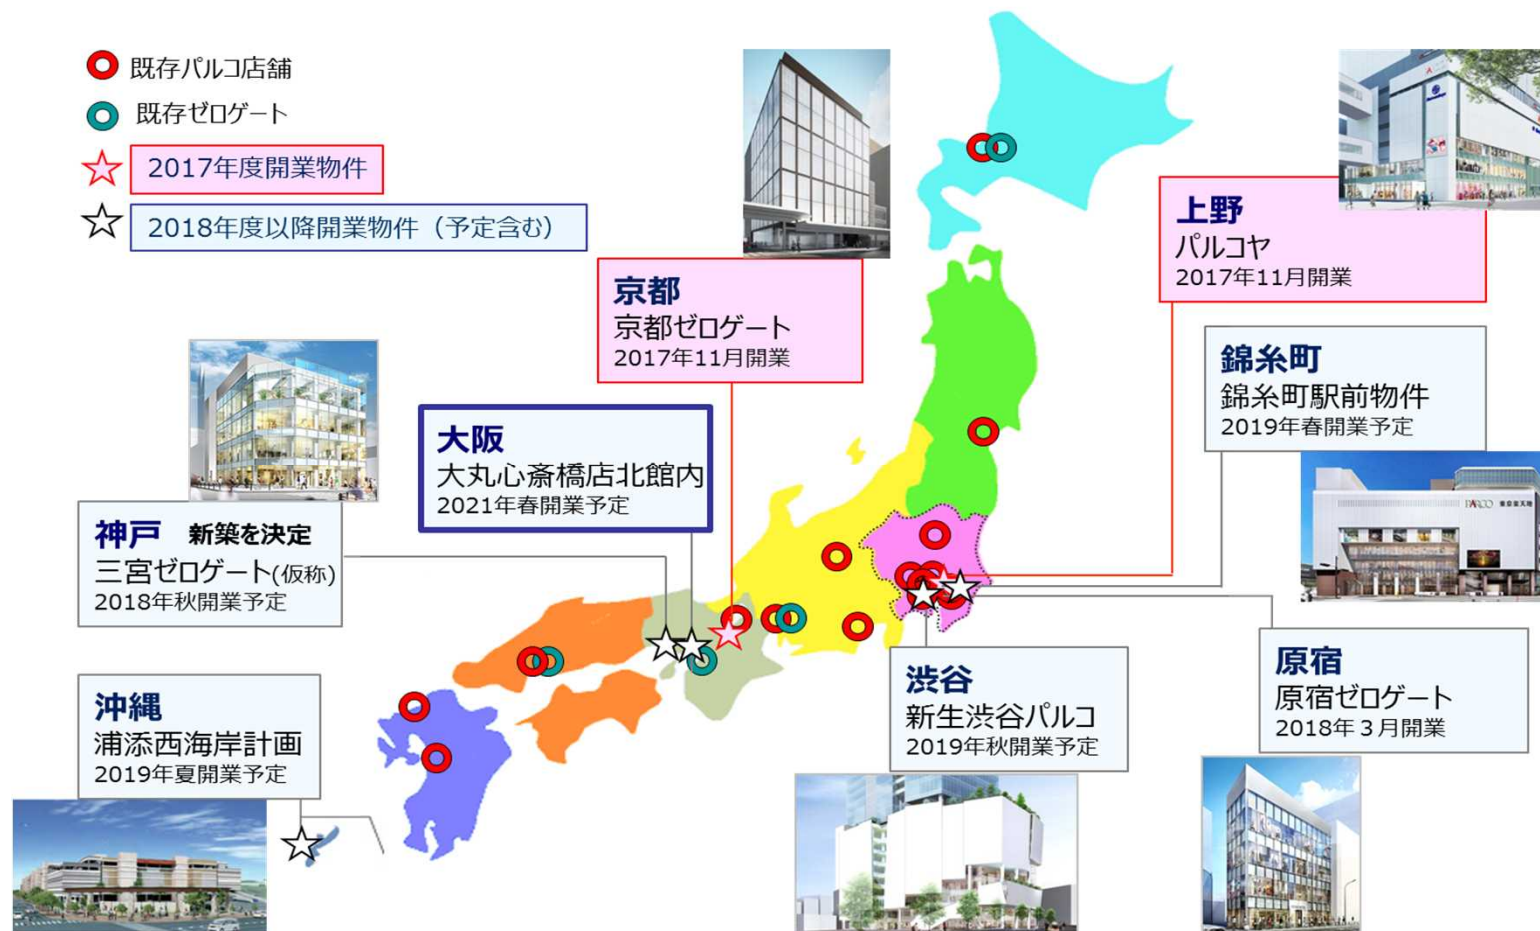 既存パルコ店舗
既存ゼロゲート
2017年度開業物件
2018年度以降開業物件（予定含む）
京都
京都ゼロゲート
2017年11月開業
上野
パルコヤ
2017年11月開業
錦糸町
錦糸町駅前物件
2019年春開業予定
PARCO
大阪
大丸心斎橋店北館内
2021年春開業予定
神戸 新築を決定
三宮ゼロゲート(仮称)
2018年秋開業予定
沖縄
浦添西海岸計画
2019年夏開業予定
渋谷
新生渋谷パルコ
2019年秋開業予定
原宿
原宿ゼロゲート
2018年３月開業